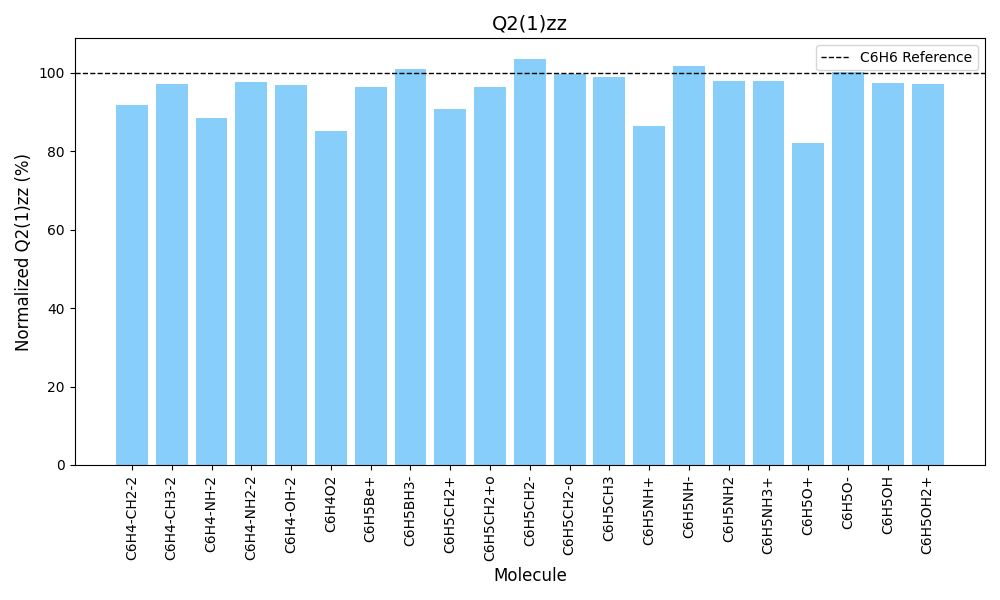 Q2(1)zz
C6H6 Reference
Normalized Q2(1)zz (%)
100
80
60
40
20
0
C6H4-CH2-2
C6H4-CH3-2
C6H4-NH-2
C6H4-NH2-2
C6H4-OH-2
C6H4O2
C6H5Be+
C6H5BH3-
C6H5CH2+
C6H5CH2+o
C6H5CH2-
C6H5CH2-o
C6H5CH3
C6H5NH+
C6H5NH-
C6H5NH2
C6H5NH3+
C6H5O+
C6H5O-
C6H5OH
C6H5OH2+
Molecule